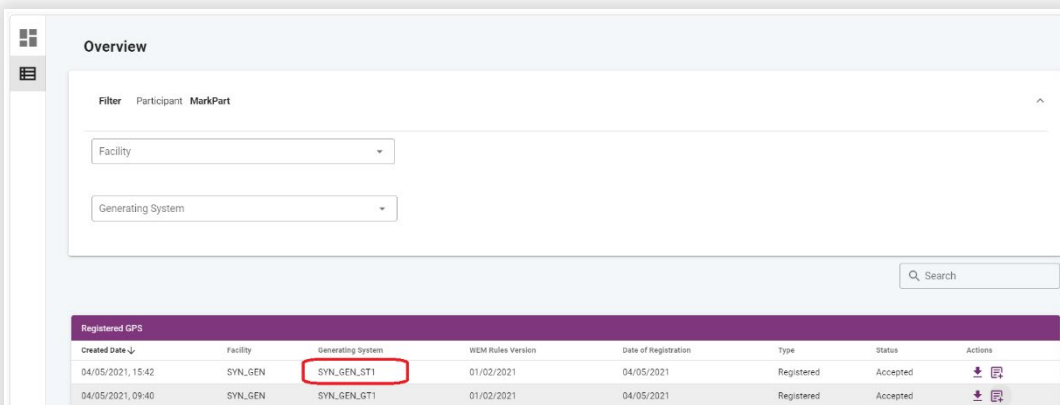 Overview
Filter Participant MarkPart
Facility
Generating System
Search
Registered GPS
Created Date Facility Generating System WEM Rules Version Date of Registration Type Status Actions
04/05/2021, 15:42 SYN_GEN SYN_GEN_ST1 01/02/2021 04/05/2021 Registered Accepted
04/05/2021, 09:40 SYN_GEN SYN_GEN_GT1 01/02/2021 04/05/2021 Registered Accepted